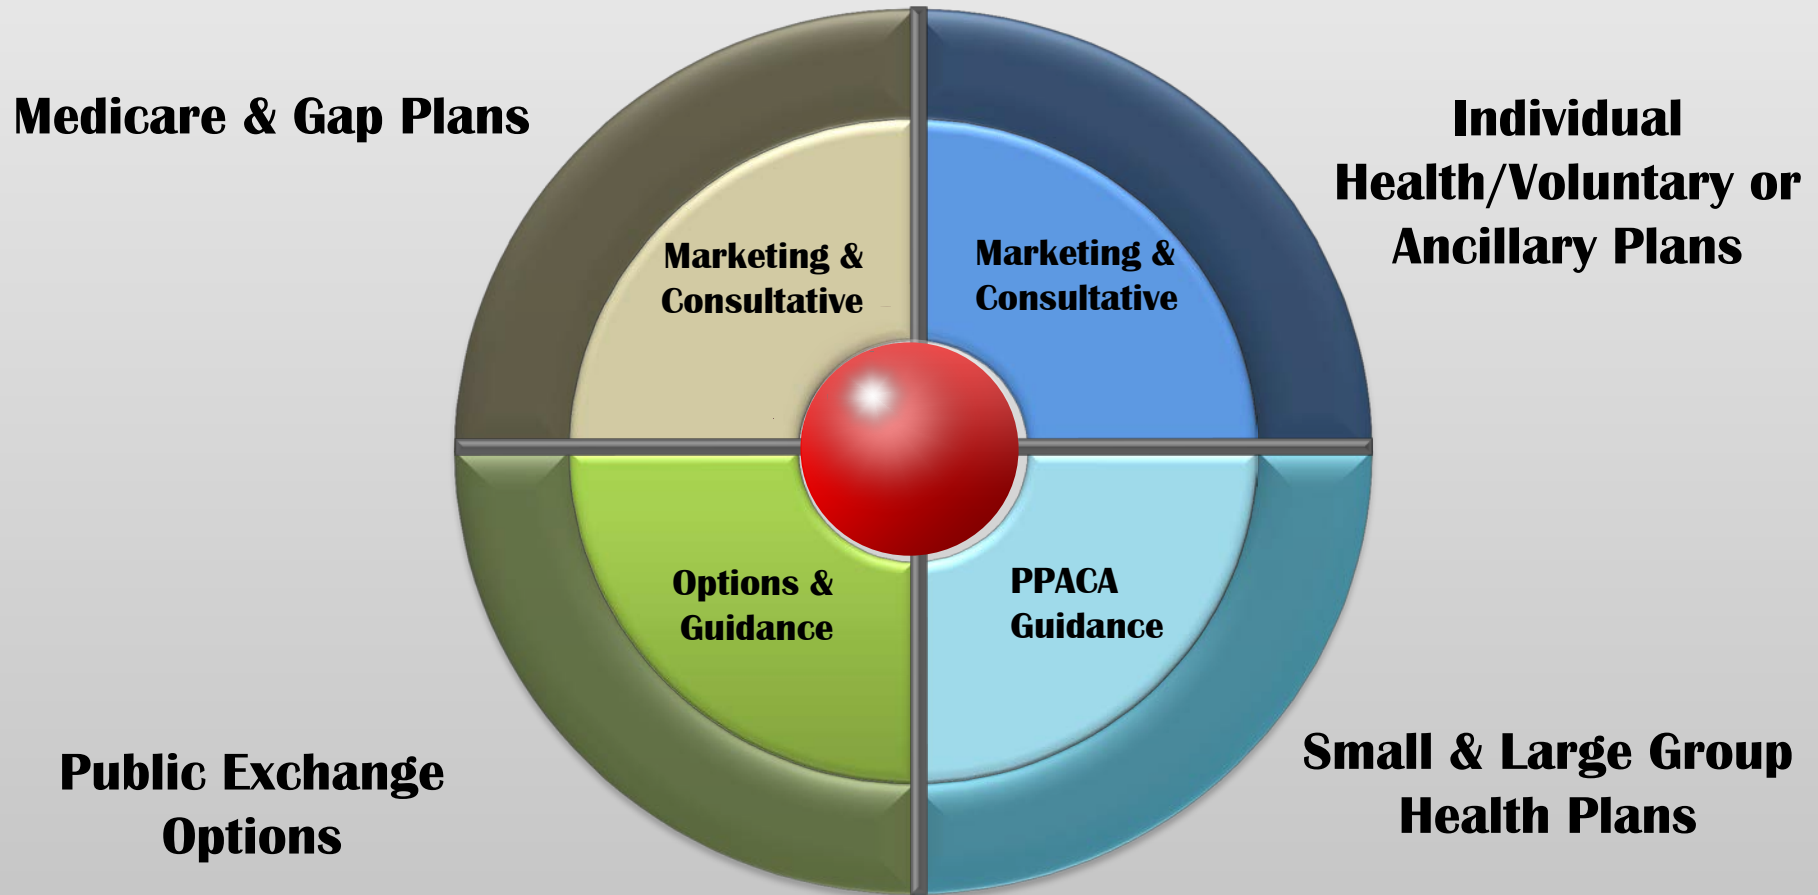 Medicare & Gap Plans
Individual
Health/Voluntary or
Ancillary Plans
Marketing &
Consultative
Marketing &
Consultative
Options &
Guidance
PPACA
Guidance
Public Exchange
Options
Small & Large Group
Health Plans